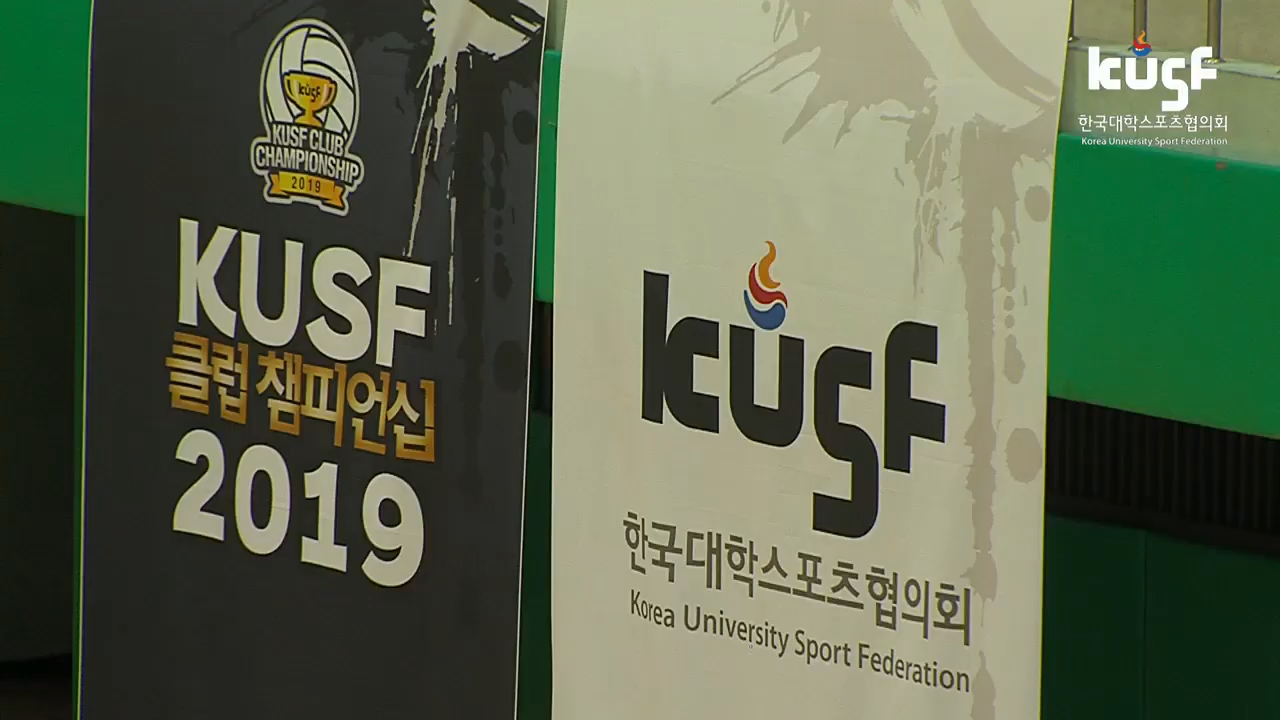 KUSF
KUSF CLUB
CHAMPIONSHIP
2019
KUSF
클럽 챔피언십
2019
kusf
한국대학스포츠협의회
Korea University Sport Federation
kusf
한국대학스포츠협의회
Korea University Sport Federation